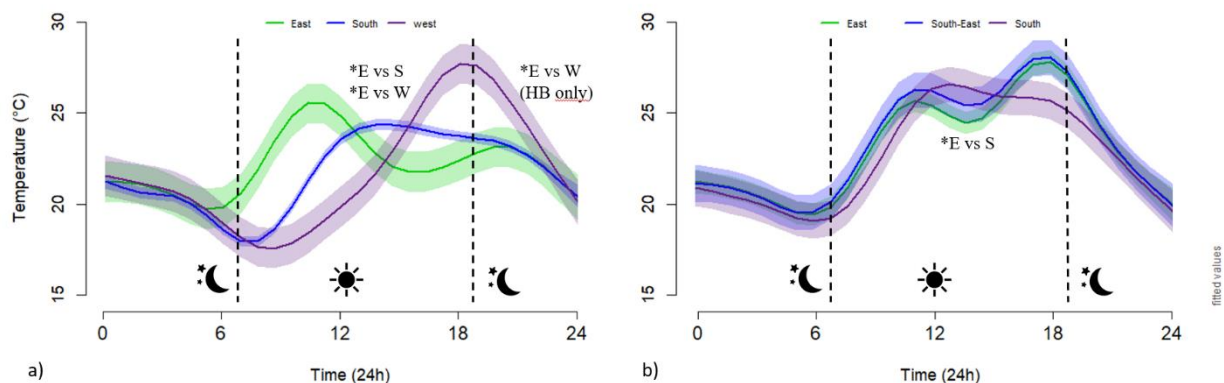 East South west
30
25
20
15
Temperature (°C)
*E vs S
*E vs W
*E vs W
(HB only)
0 6 12 18 24
Time (24h)
a)
East South-East South
30
25
20
15
*E vs S
0 6 12 18 24
Time (24h)
b)
fitted values